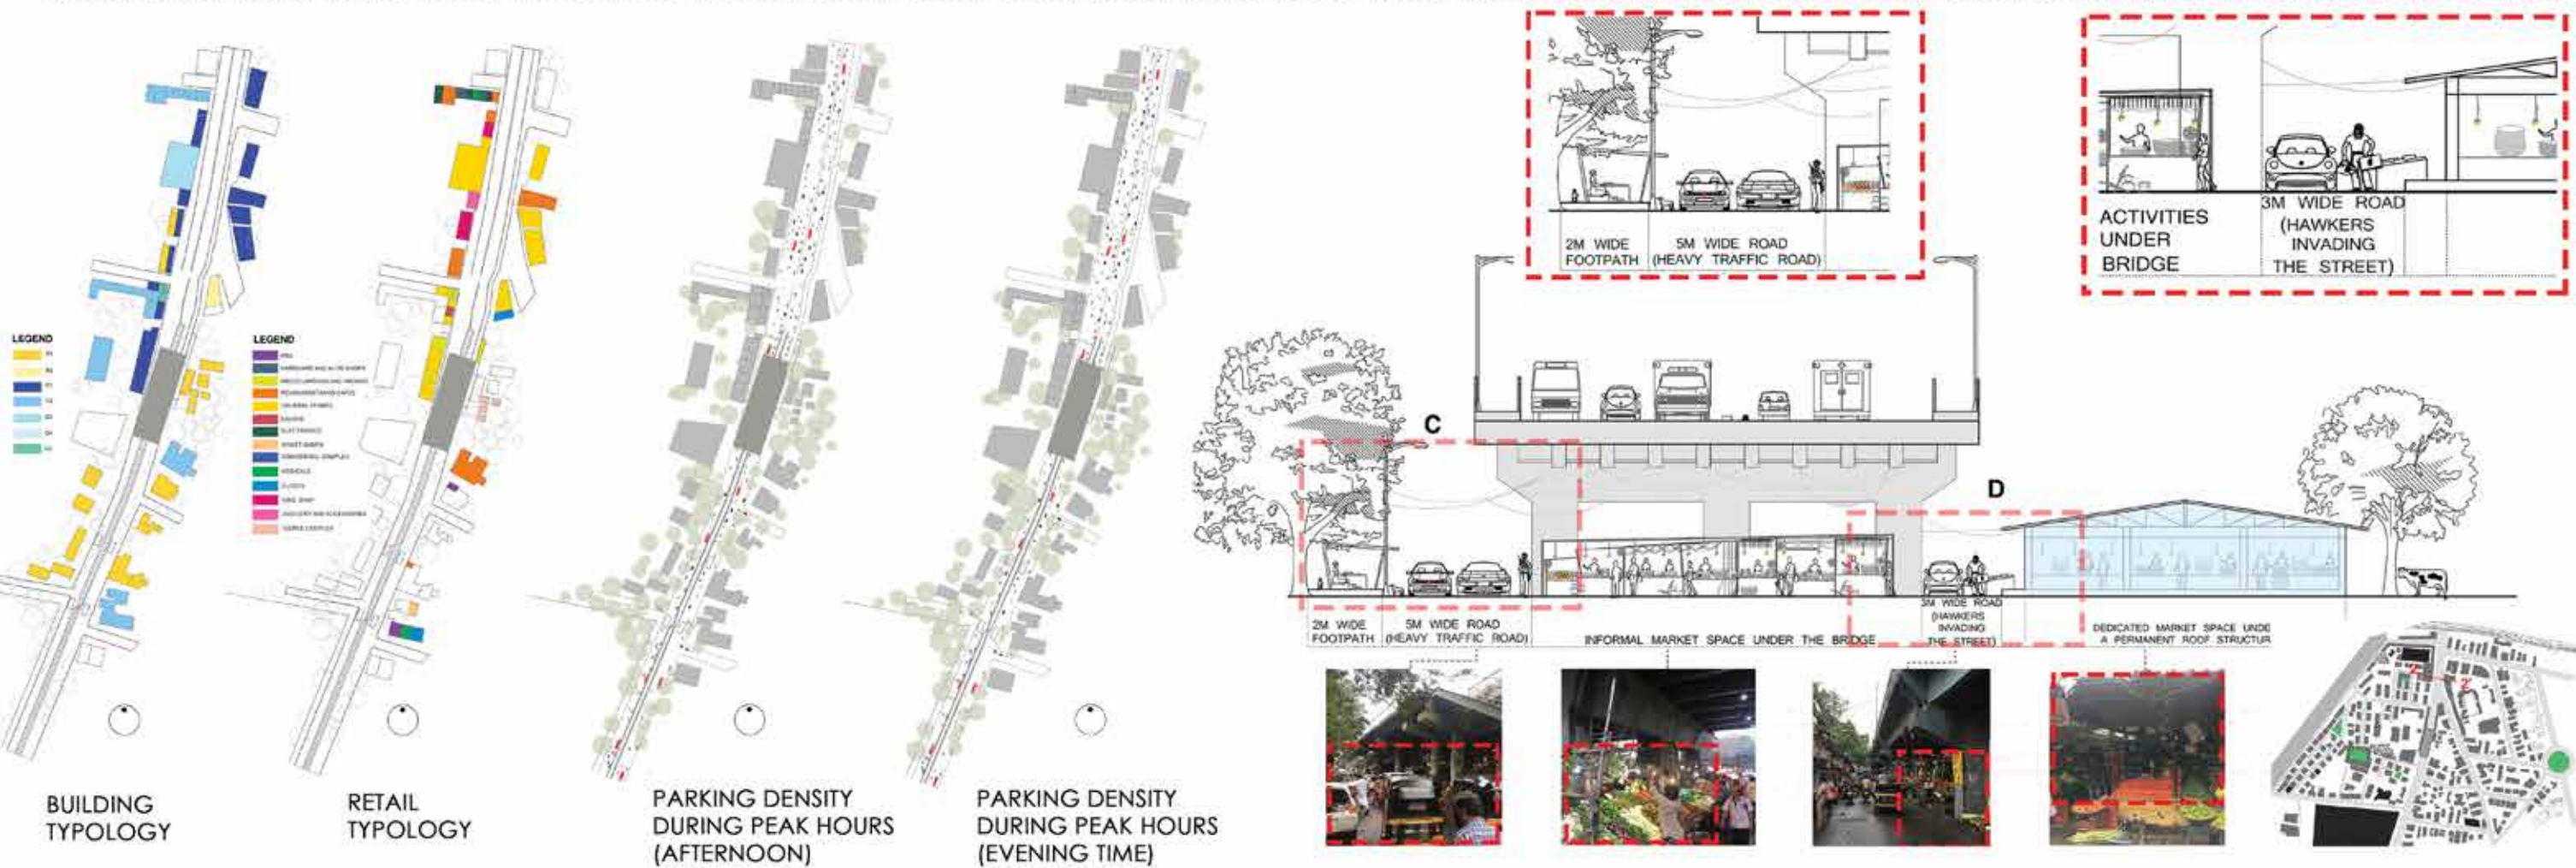 2M WIDE
FOOTPATH
5M WIDE ROAD
(HEAVY TRAFFIC ROAD)
ACTIVITIES
UNDER
BRIDGE
3M WIDE ROAD
(HAWKERS
INVADING
THE STREET)
LEGEND
LEGEND
C
D
2M WIDE
FOOTPATH
5M WIDE ROAD
(HEAVY TRAFFIC ROAD)
INFORMAL MARKET SPACE UNDER THE BRIDGE
3M WIDE ROAD
(HAWKERS
INVADING
THE STREET)
DEDICATED MARKET SPACE UNDE
A PERMANENT ROOF STRUCTUR
BUILDING
TYPOLOGY
RETAIL
TYPOLOGY
PARKING DENSITY
DURING PEAK HOURS
(AFTERNOON)
PARKING DENSITY
DURING PEAK HOURS
(EVENING TIME)